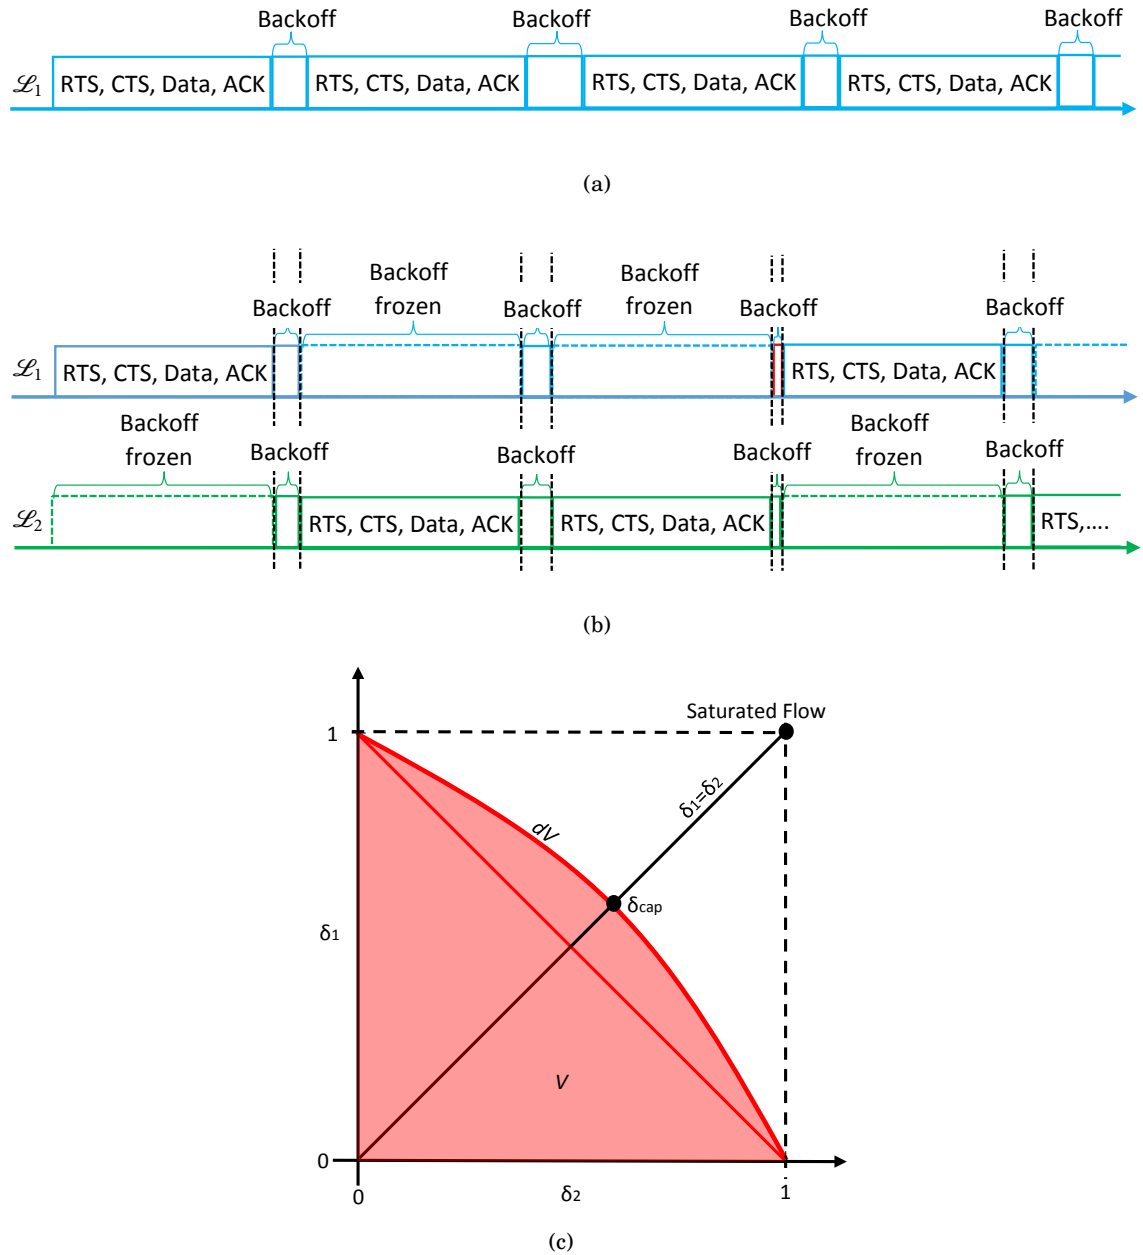 Backoff Backoff Backoff Backoff
ℒ1 RTS, CTS, Data, ACK RTS, CTS, Data, ACK RTS, CTS, Data, ACK RTS, CTS, Data, ACK
(a)
Backoff Backoff
frozen frozen
Backoff Backoff Backoff Backoff
ℒ1 RTS, CTS, Data, ACK RTS, CTS, Data, ACK
Backoff Backoff
frozen frozen
Backoff Backoff Backoff Backoff
ℒ2 RTS, CTS, Data, ACK RTS, CTS, Data, ACK RTS,....
(b)
Saturated Flow
1
δ1=δ2
dV
δcap
δ1
V
0
0 δ2 1
(c)